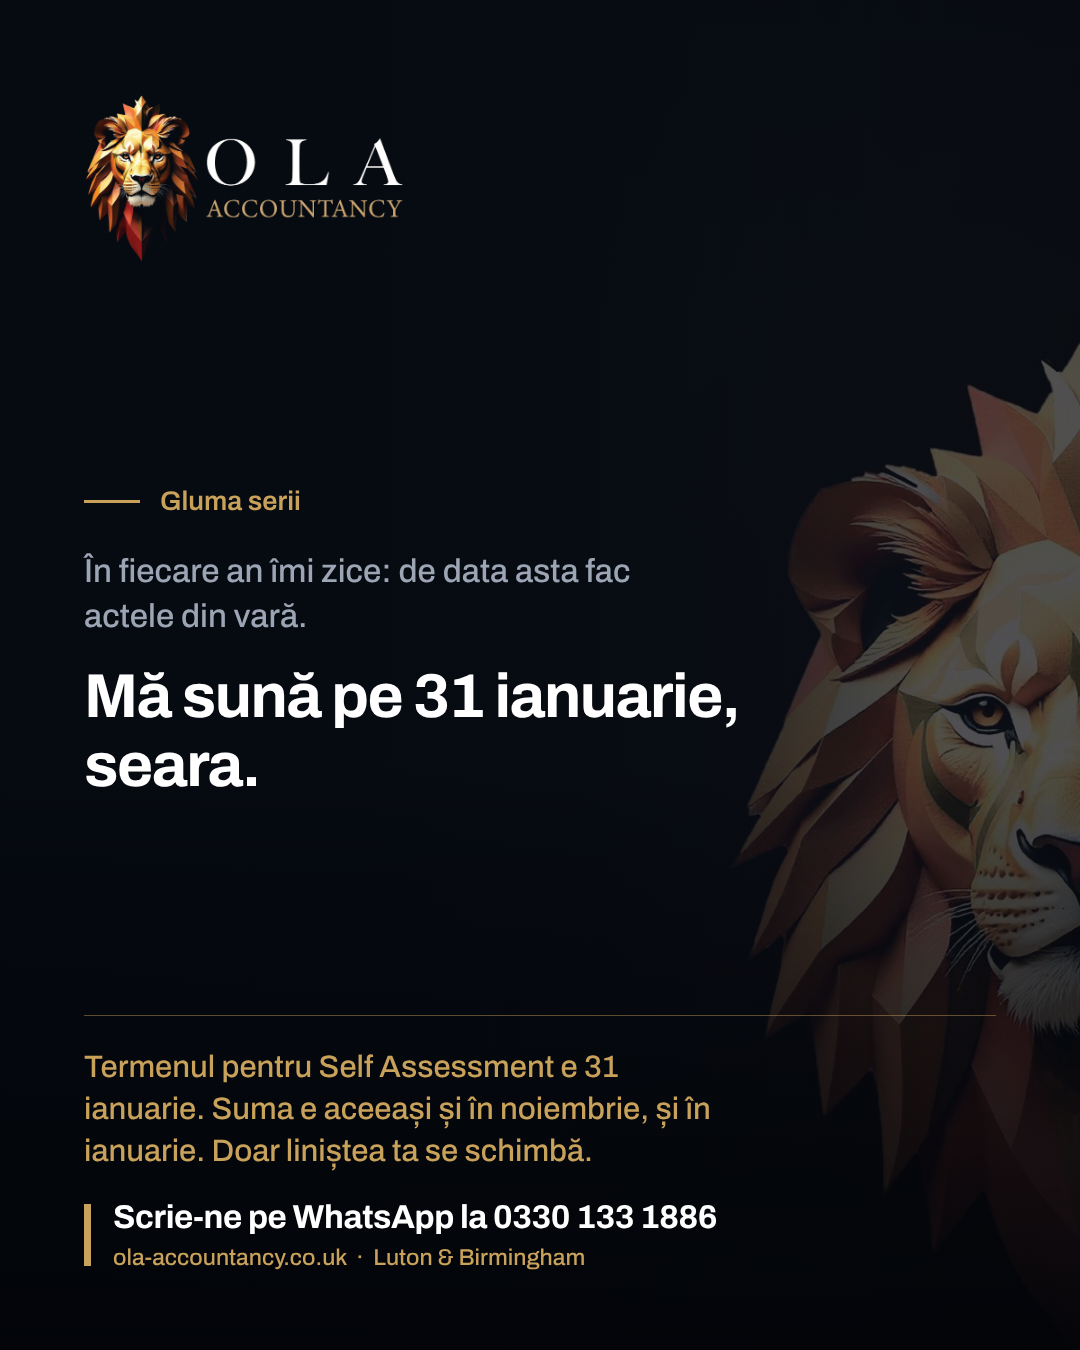 OLA
ACCOUNTANCY
Gluma serii
În fiecare an îmi zice: de data asta fac
actele din vară.
Mă sună pe 31 ianuarie,
seara.
Termenul pentru Self Assessment e 31
ianuarie. Suma e aceeași și în noiembrie, și în
ianuarie. Doar liniștea ta se schimbă.
Scrie-ne pe WhatsApp la 0330 133 1886
ola-accountancy.co.uk · Luton & Birmingham